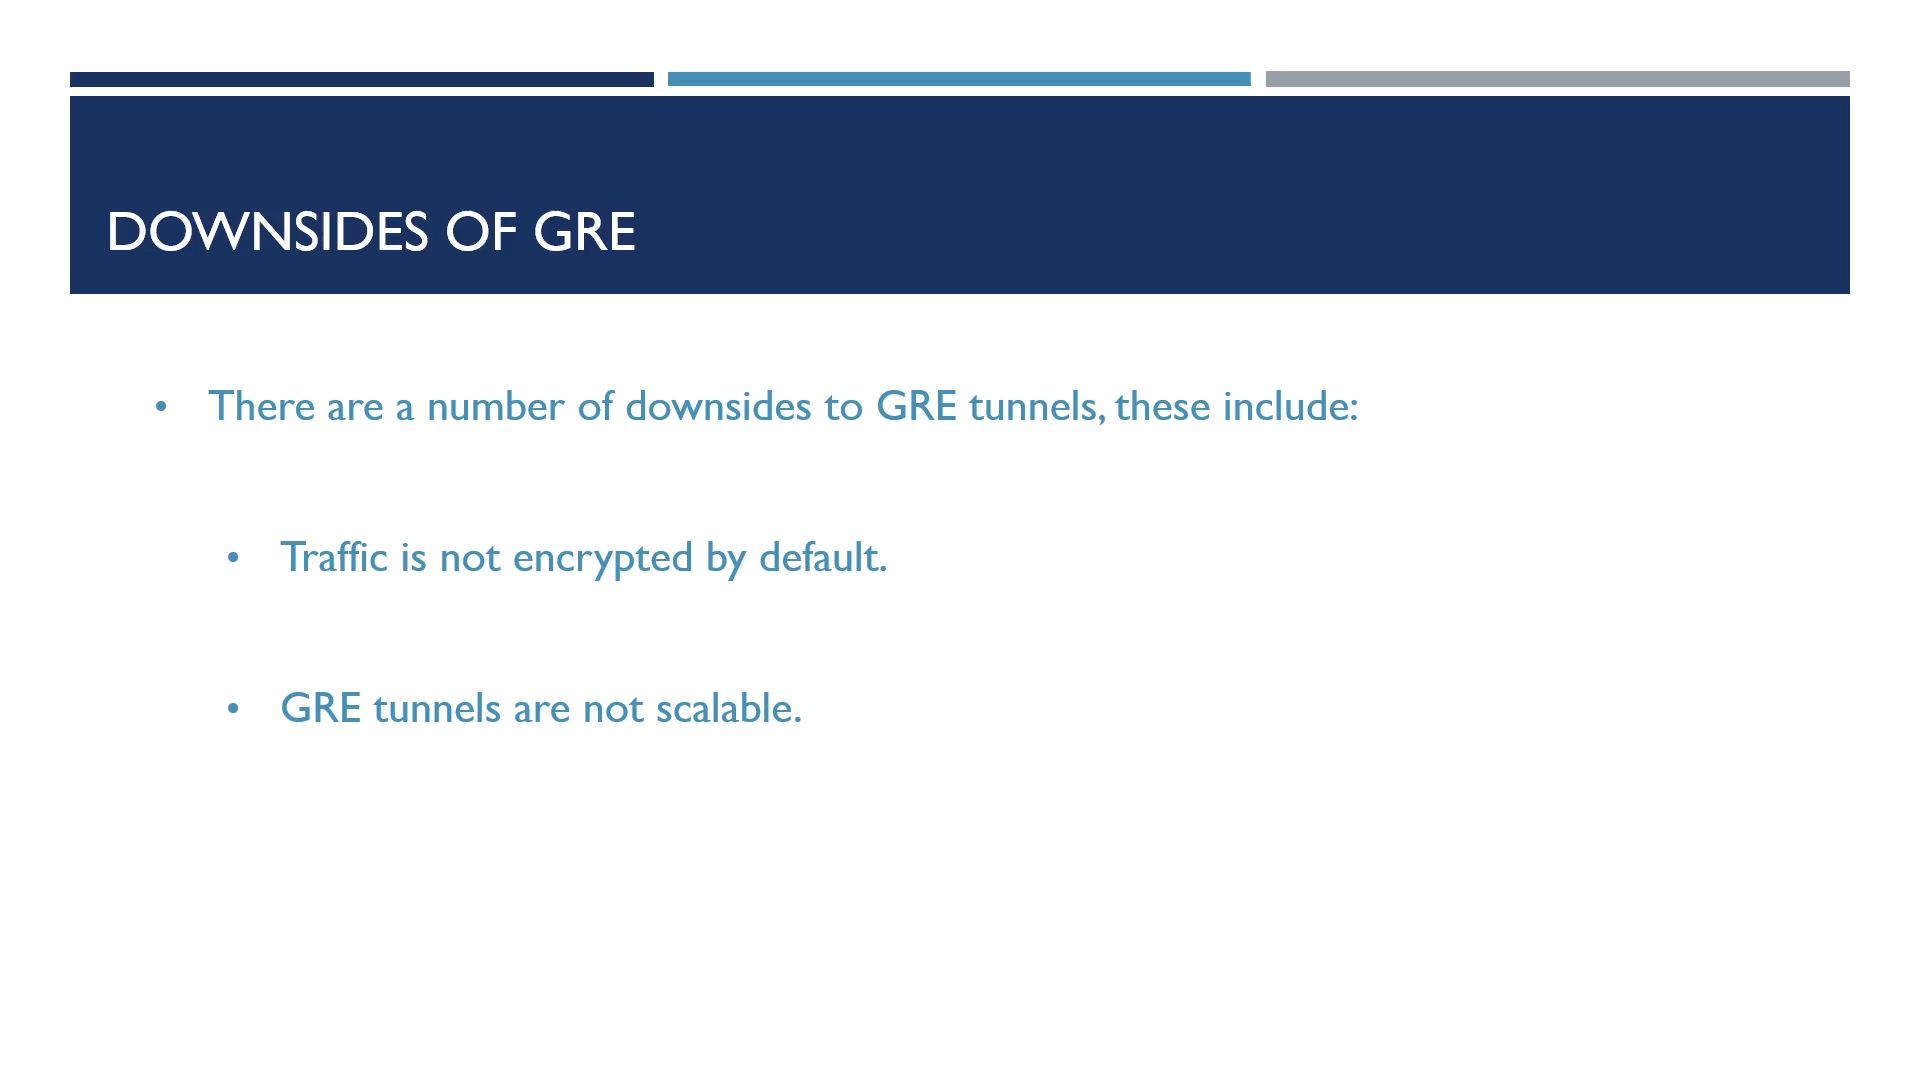 DOWNSIDES OF GRE
• There are a number of downsides to GRE tunnels, these include:
• Traffic is not encrypted by default.
• GRE tunnels are not scalable.